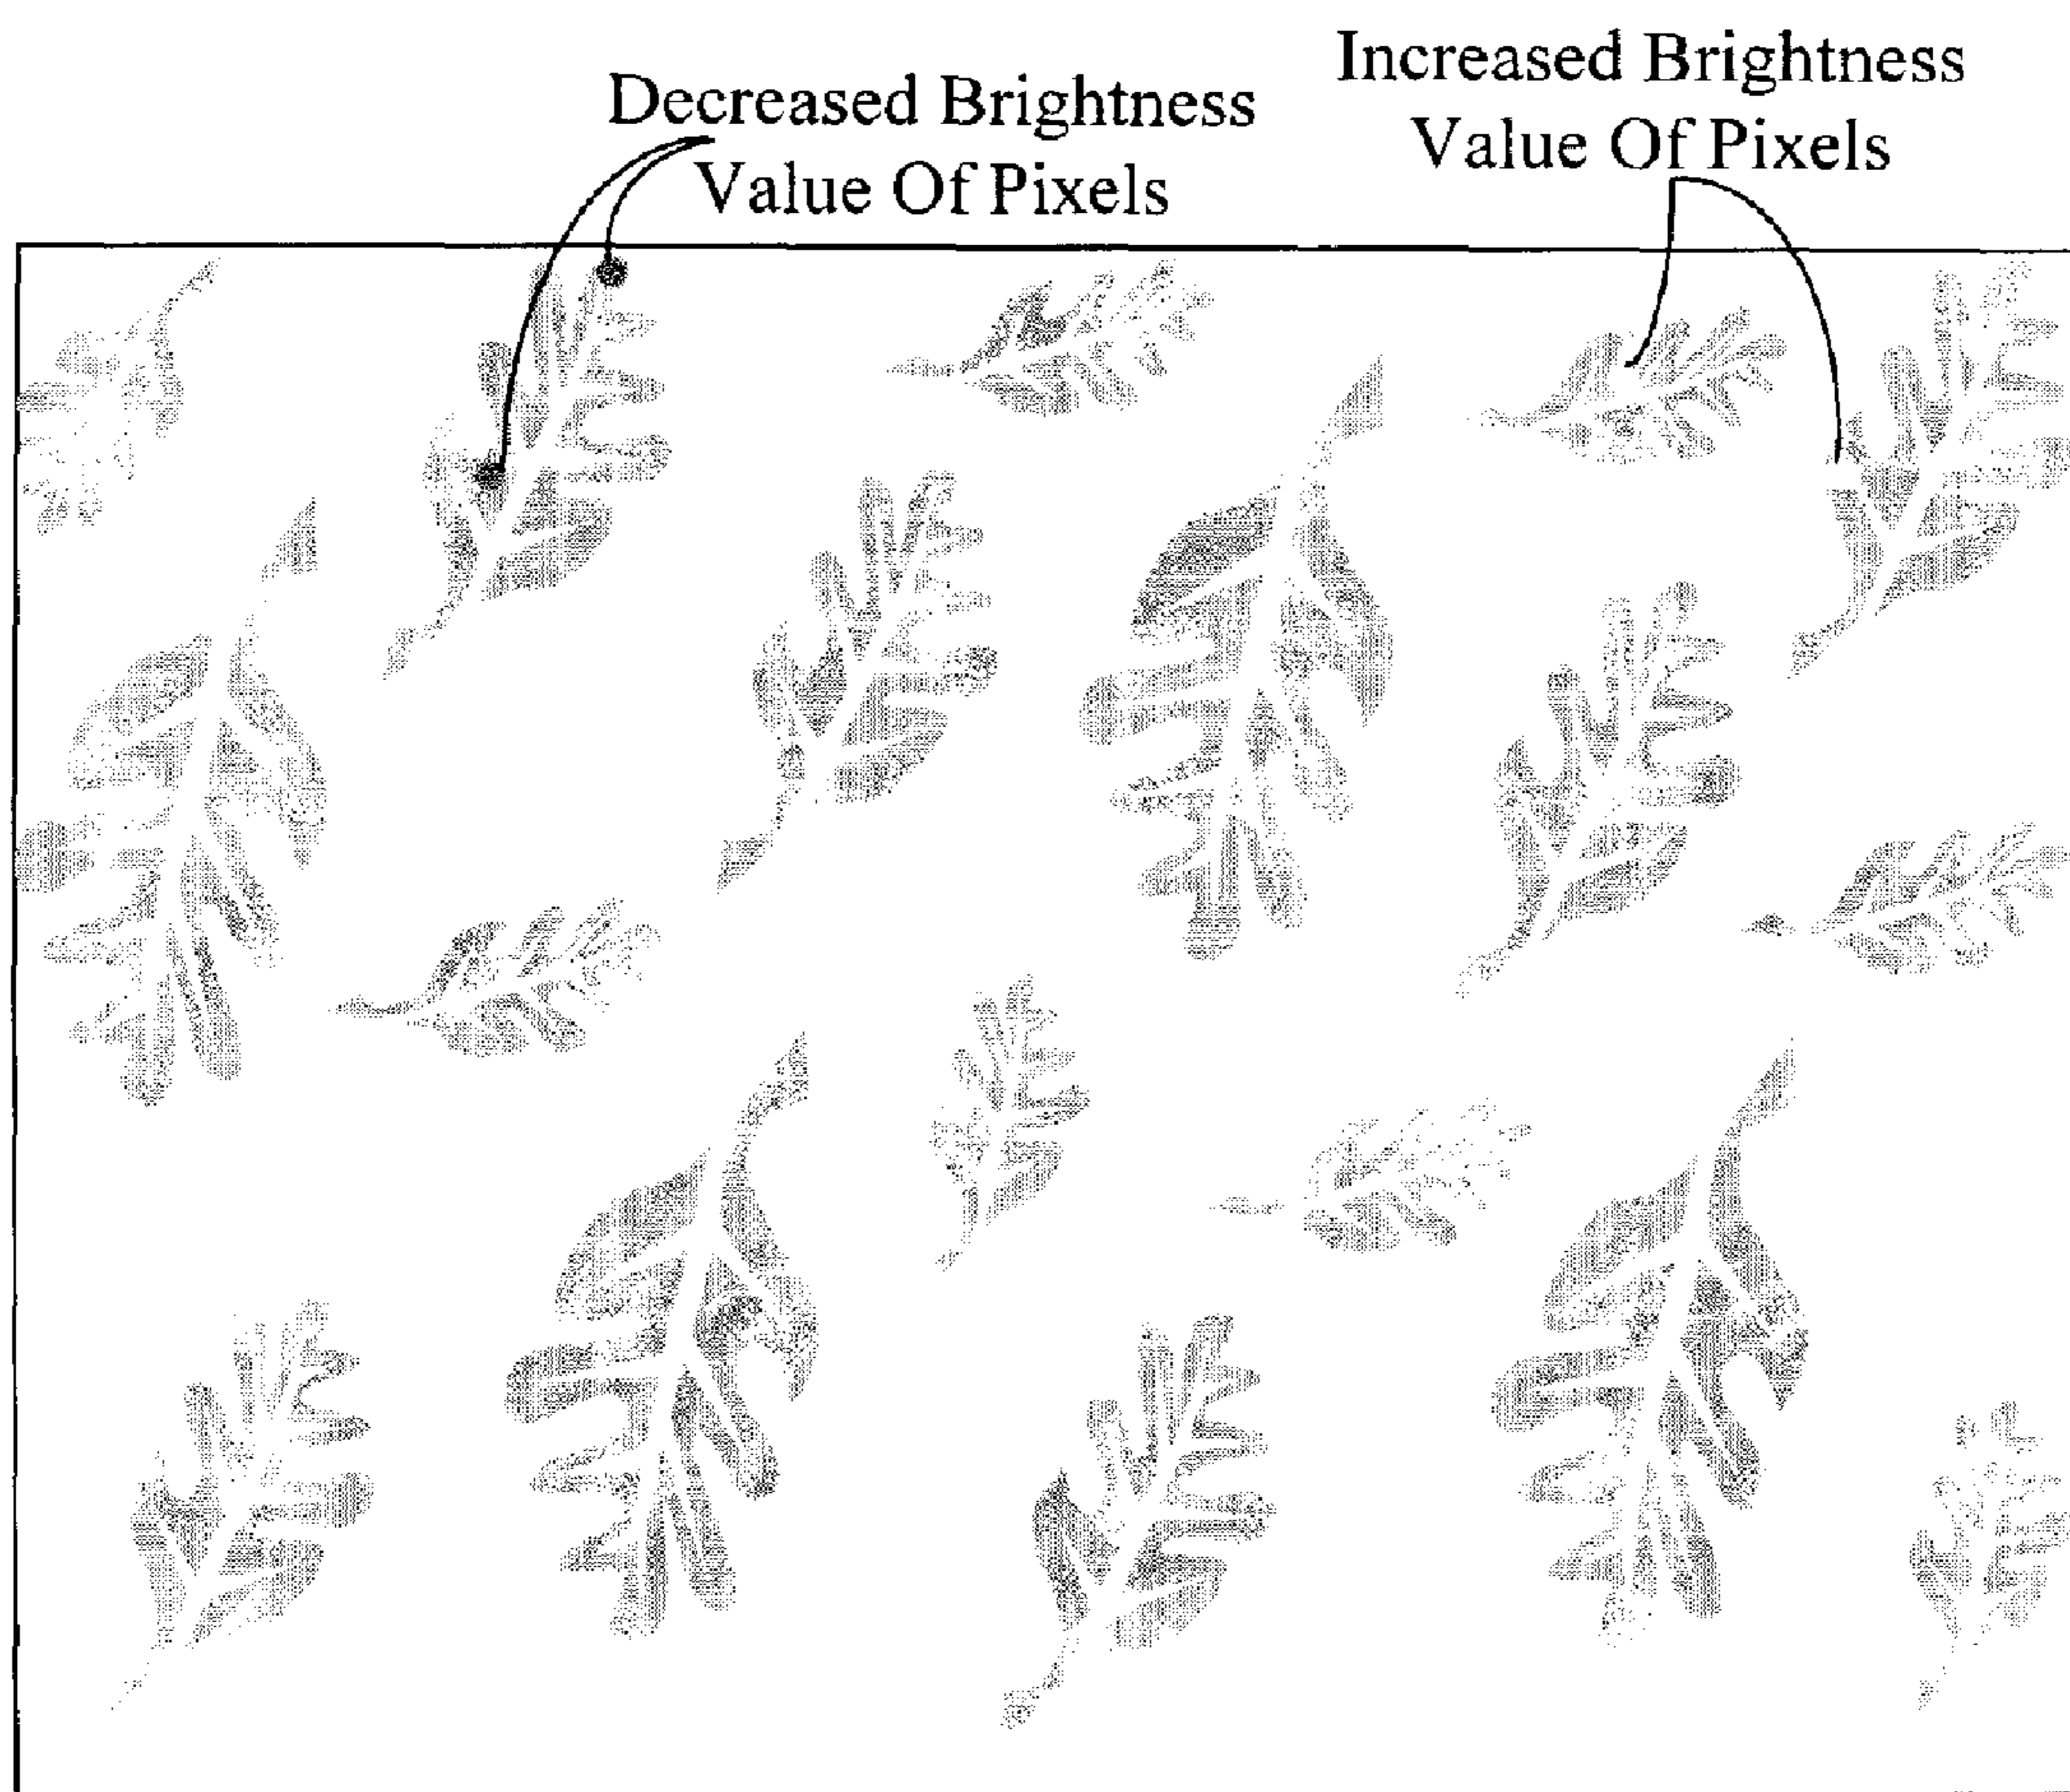 Decreased Brightness
Value Of Pixels
Increased Brightness
Value Of Pixels